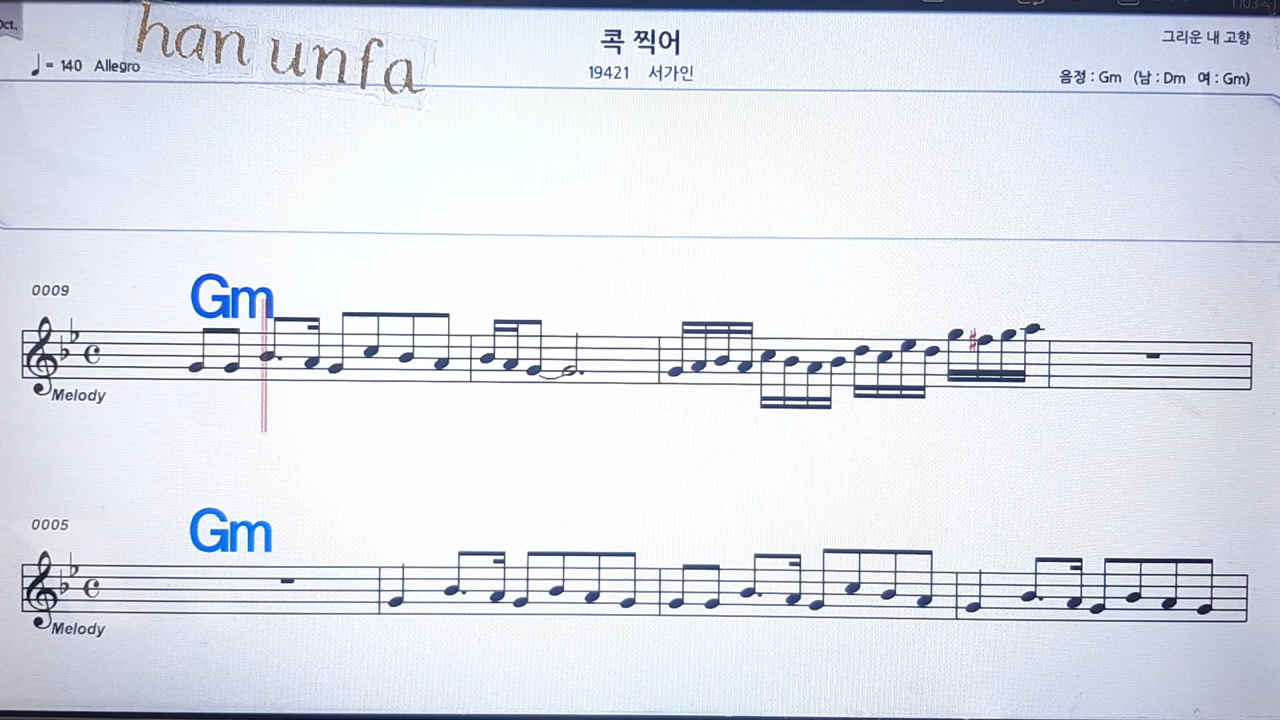 Oct.
han unfa
콕 찍어
그리운 내 고향
♩= 140 Allegro
19421 서가인
음정 : Gm (남 : Dm 여 : Gm)
0009
Gm
Melody
0005
Gm
Melody